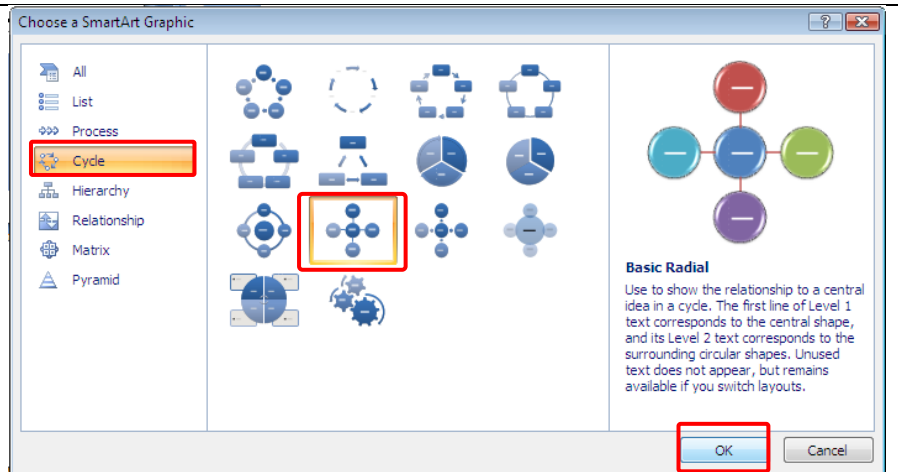 Choose a SmartArt Graphic
All
List
Process
Cycle
Hierarchy
Relationship
Matrix
Pyramid
Basic Radial
Use to show the relationship to a central
idea in a cycle. The first line of Level 1
text corresponds to the central shape,
and its Level 2 text corresponds to the
surrounding circular shapes. Unused
text does not appear, but remains
available if you switch layouts.
OK
Cancel